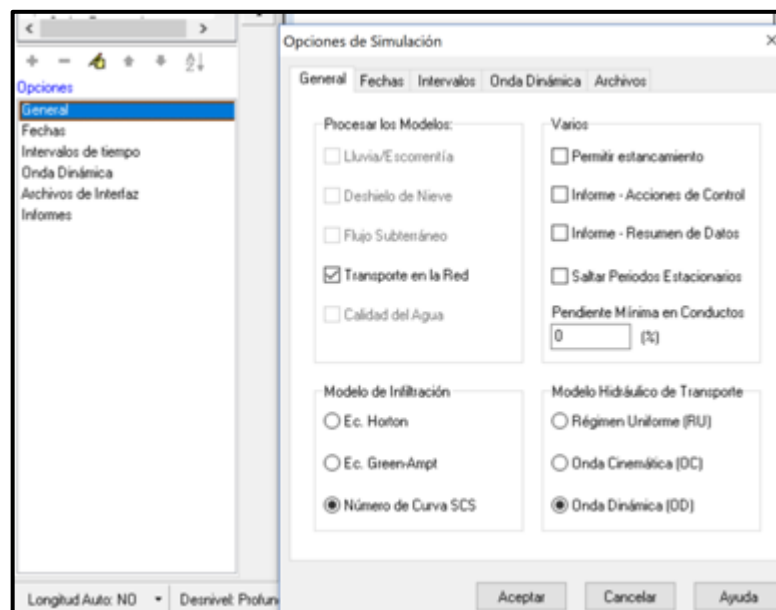 Opciones
General
Fechas
Intervalos de tiempo
Onda Dinámica
Archivos de Interfaz
Informes
Longitud Auto: NO
Desnivel: Profun
Opciones de Simulación
General Fechas Intervalos Onda Dinámica Archivos
Procesar los Modelos:
Lluvia/Escorrentía
Deshielo de Nieve
Flujo Subterráneo
Transporte en la Red
Calidad del Agua
Varios
Permitir estancamiento
Informe - Acciones de Control
Informe - Resumen de Datos
Saltar Periodos Estacionarios
Pendiente Mínima en Conductos
0 (%)
Modelo de Infiltración
Ec. Horton
Ec. Green-Ampt
Número de Curva SCS
Modelo Hidráulico de Transporte
Régimen Uniforme (RU)
Onda Cinemática (OC)
Onda Dinámica (OD)
Aceptar Cancelar Ayuda